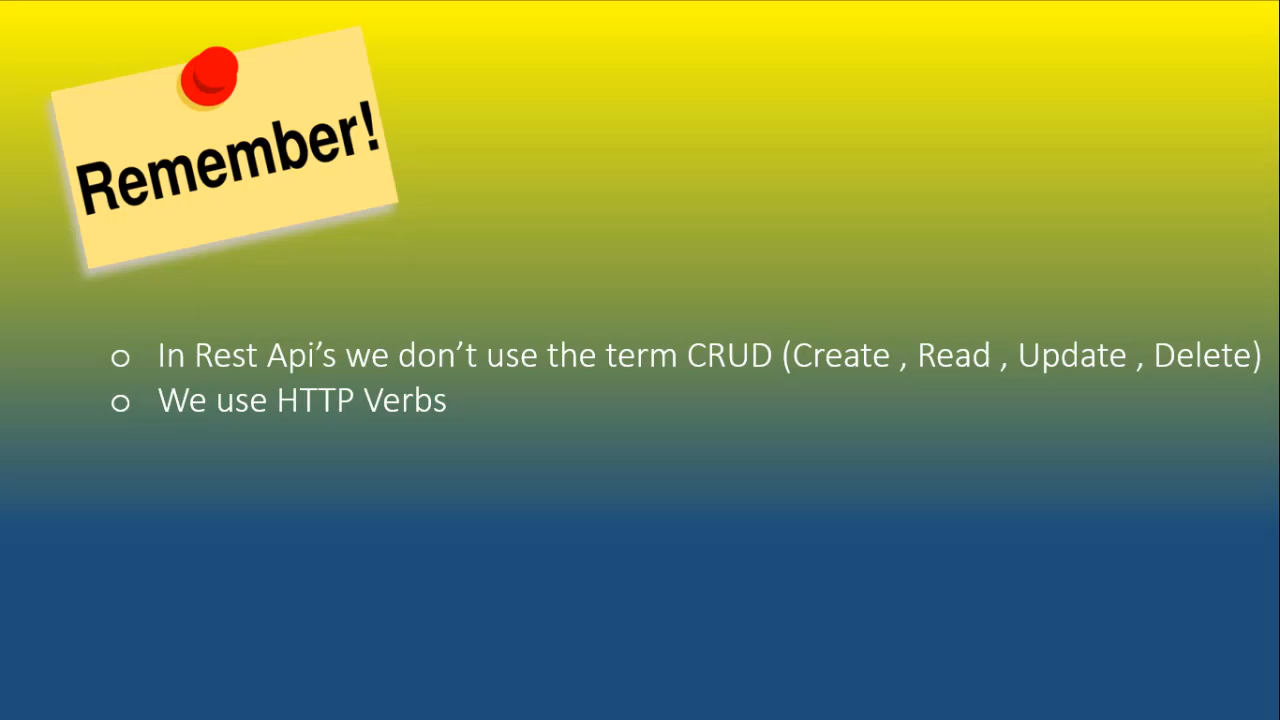 Remember!
o In Rest Api’s we don’t use the term CRUD (Create , Read , Update , Delete)
o We use HTTP Verbs